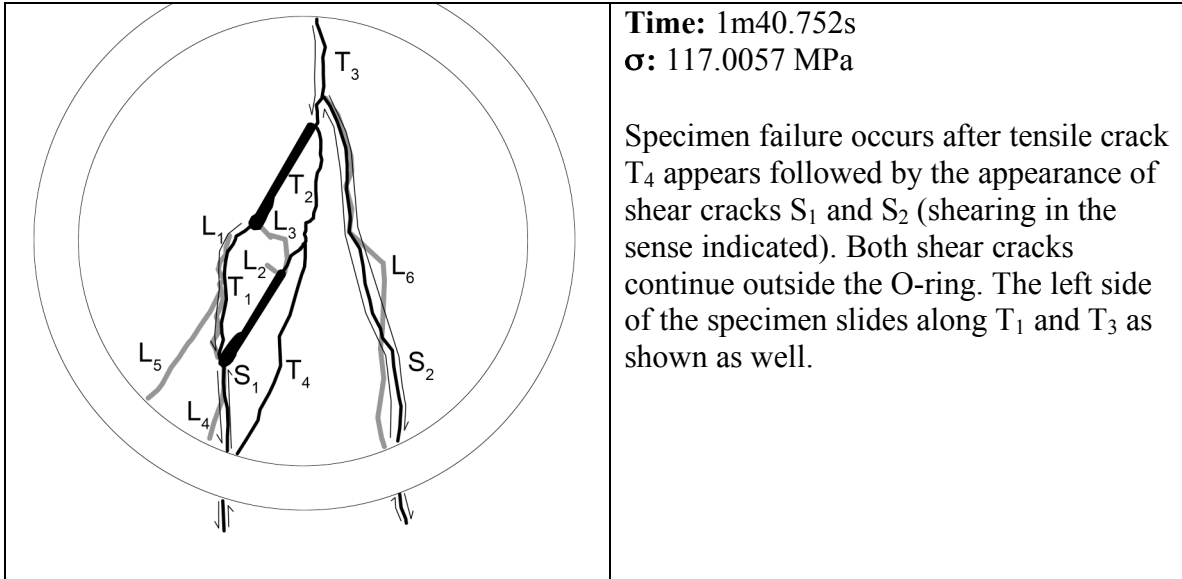 T₃
T₂
L₁
L₃
L₂
L₆
T₁
L₅
S₁
T₄
S₂
L₄
Time: 1m40.752s
σ: 117.0057 MPa
Specimen failure occurs after tensile crack
T₄ appears followed by the appearance of
shear cracks S₁ and S₂ (shearing in the
sense indicated). Both shear cracks
continue outside the O-ring. The left side
of the specimen slides along T₁ and T₃ as
shown as well.